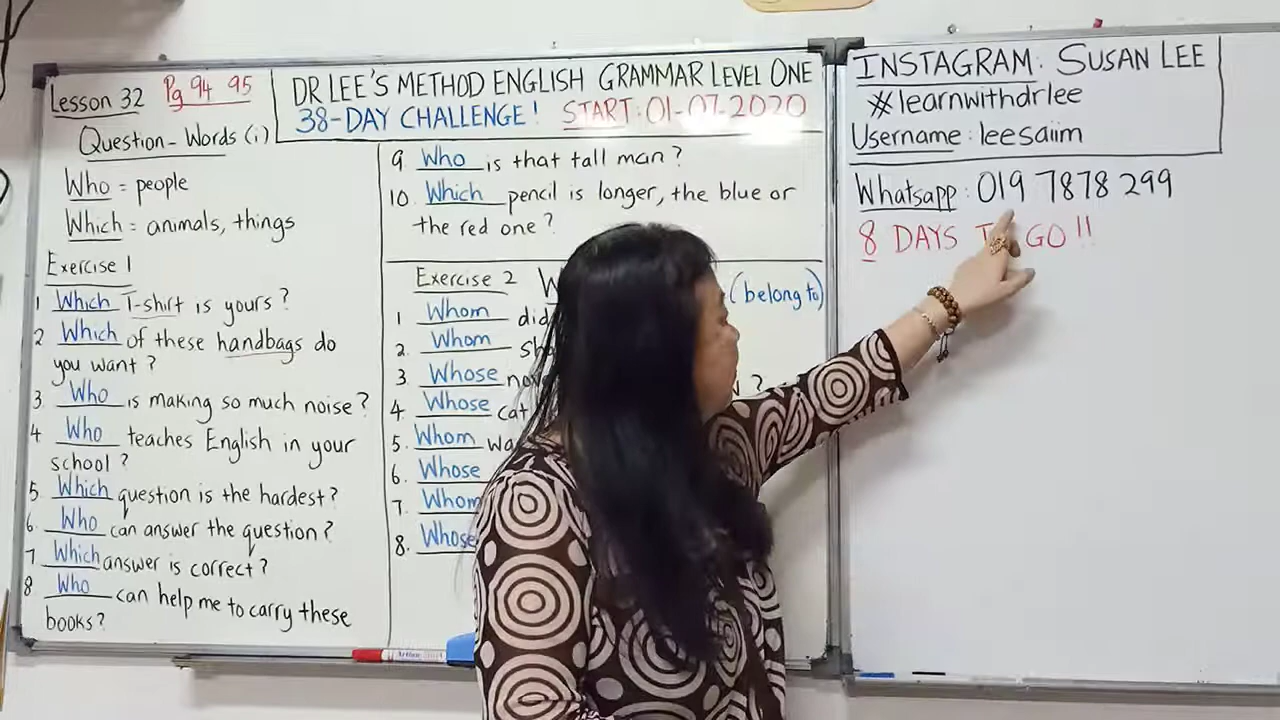 Lesson 32 Pg 94 95
DR LEE'S METHOD ENGLISH GRAMMAR LEVEL ONE
38-DAY CHALLENGE! START: 01-07-2020
Question-Words (i)
Who = people
Which = animals, things
Exercise 1
1 Which T-shirt is yours?
2 Which of these handbags do
you want?
3. Who is making so much noise?
4 Who teaches English in your
school?
5. Which question is the hardest?
6. Who can answer the question?
7 Which answer is correct?
8 Who can help me to carry these
books?
9 Who is that tall man?
10. Which pencil is longer, the blue or
the red one?
Exercise 2 (belong to)
1 Whom did
2. Whom
3. Whose
4. Whose cat
5. Whom
6. Whose
7. Whom
8. Whose
INSTAGRAM: SUSAN LEE
#learnwithdrlee
Username: leesaiim
Whatsapp: 019 7878 299
8 DAYS GO!!